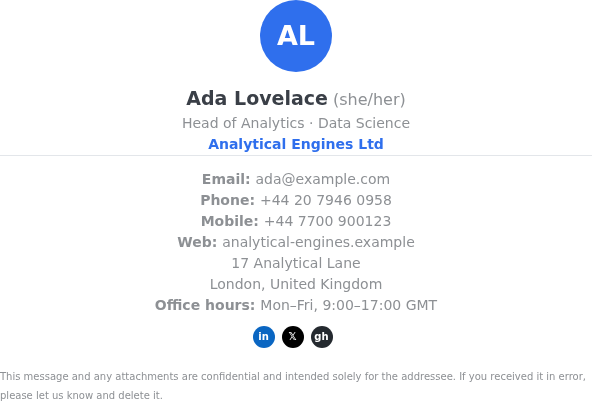 AL
Ada Lovelace (she/her)
Head of Analytics · Data Science
Analytical Engines Ltd
Email: ada@example.com
Phone: +44 20 7946 0958
Mobile: +44 7700 900123
Web: analytical-engines.example
17 Analytical Lane
London, United Kingdom
Office hours: Mon–Fri, 9:00–17:00 GMT
in 𝕏 gh
This message and any attachments are confidential and intended solely for the addressee. If you received it in error,
please let us know and delete it.